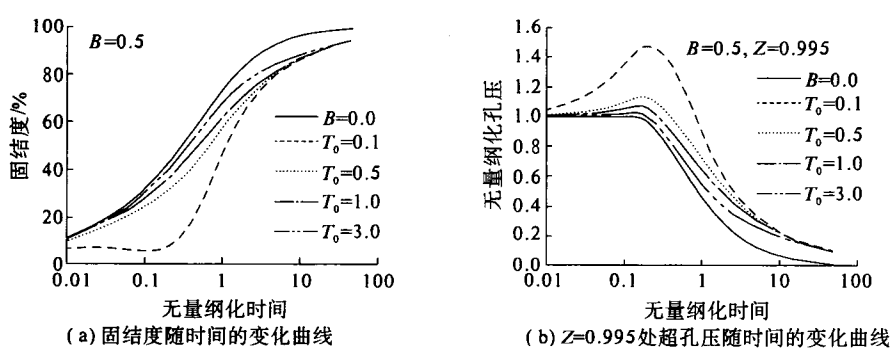 100
80
60
40
20
0
固结度/%
B=0.5
B=0.0
T₀=0.1
T₀=0.5
T₀=1.0
T₀=3.0
0.01
0.1
1
10
100
无量纲化时间
(a)固结度随时间的变化曲线
1.6
1.4
1.2
1.0
0.8
0.6
0.4
0.2
0.0
无量纲化孔压
B=0.5, Z=0.995
B=0.0
T₀=0.1
T₀=0.5
T₀=1.0
T₀=3.0
0.01
0.1
1
10
100
无量纲化时间
(b)Z=0.995处超孔压随时间的变化曲线